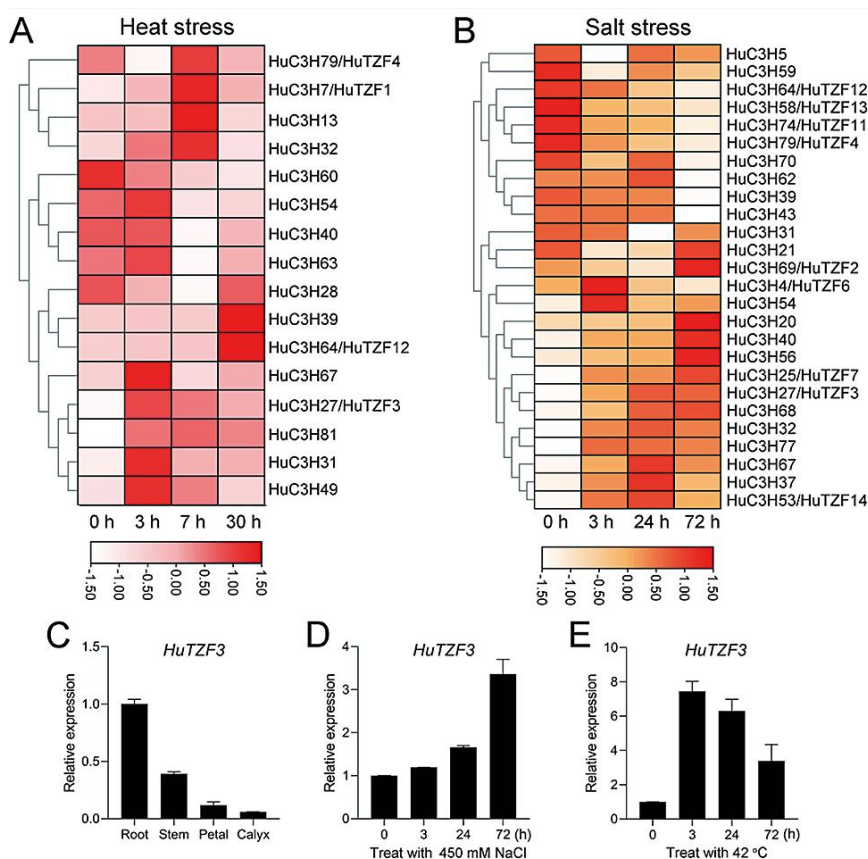 A
Heat stress
HuC3H79/HuTZF4
HuC3H7/HuTZF1
HuC3H13
HuC3H32
HuC3H60
HuC3H54
HuC3H40
HuC3H63
HuC3H28
HuC3H39
HuC3H64/HuTZF12
HuC3H67
HuC3H27/HuTZF3
HuC3H81
HuC3H31
HuC3H49
0 h 3 h 7 h 30 h
-1.50 -1.00 -0.50 0.00 0.50 1.00 1.50
B
Salt stress
HuC3H5
HuC3H59
HuC3H64/HuTZF12
HuC3H58/HuTZF13
HuC3H74/HuTZF11
HuC3H79/HuTZF4
HuC3H70
HuC3H62
HuC3H39
HuC3H43
HuC3H31
HuC3H21
HuC3H69/HuTZF2
HuC3H4/HuTZF6
HuC3H54
HuC3H20
HuC3H40
HuC3H56
HuC3H25/HuTZF7
HuC3H27/HuTZF3
HuC3H68
HuC3H32
HuC3H77
HuC3H67
HuC3H37
HuC3H53/HuTZF14
0 h 3 h 24 h 72 h
-1.50 -1.00 -0.50 0.00 0.50 1.00 1.50
C
HuTZF3
Relative expression
1.5
1.0
0.5
0.0
Root Stem Petal Calyx
D
HuTZF3
Relative expression
4
3
2
1
0
0 3 24 72 (h)
Treat with 450 mM NaCl
E
HuTZF3
Relative expression
10
8
6
4
2
0
0 3 24 72 (h)
Treat with 42 °C